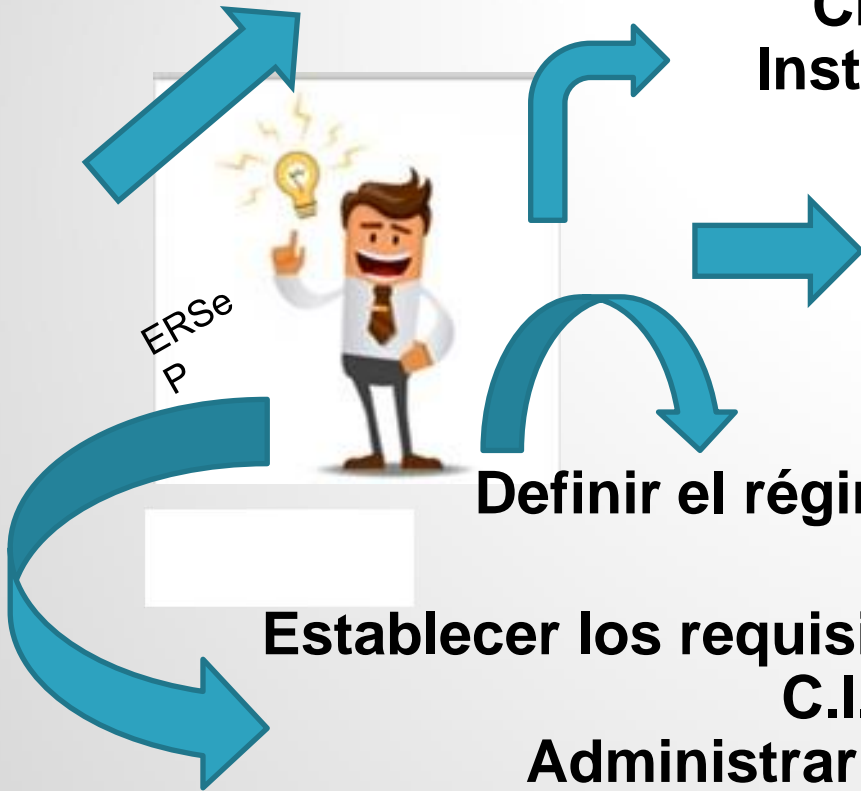 Inst
ERSe
P
Definir el régi
Establecer los requisi
C.I.
Administrar